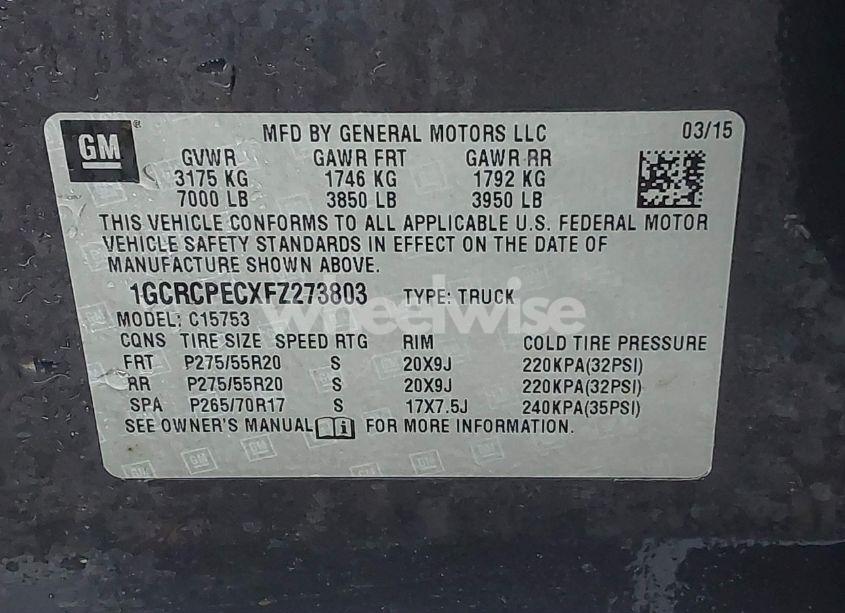 GM
MFD BY GENERAL MOTORS LLC 03/15
GVWR GAWR FRT GAWR RR
3175 KG 1746 KG 1792 KG
7000 LB 3850 LB 3950 LB
THIS VEHICLE CONFORMS TO ALL APPLICABLE U.S. FEDERAL MOTOR
VEHICLE SAFETY STANDARDS IN EFFECT ON THE DATE OF
MANUFACTURE SHOWN ABOVE.
1GCRCPECXFZ273803 TYPE: TRUCK
wheelwise
MODEL: C15753
CQNS TIRE SIZE SPEED RTG RIM COLD TIRE PRESSURE
FRT P275/55R20 S 20X9J 220KPA(32PSI)
RR P275/55R20 S 20X9J 220KPA(32PSI)
SPA P265/70R17 S 17X7.5J 240KPA(35PSI)
SEE OWNER'S MANUAL i FOR MORE INFORMATION.